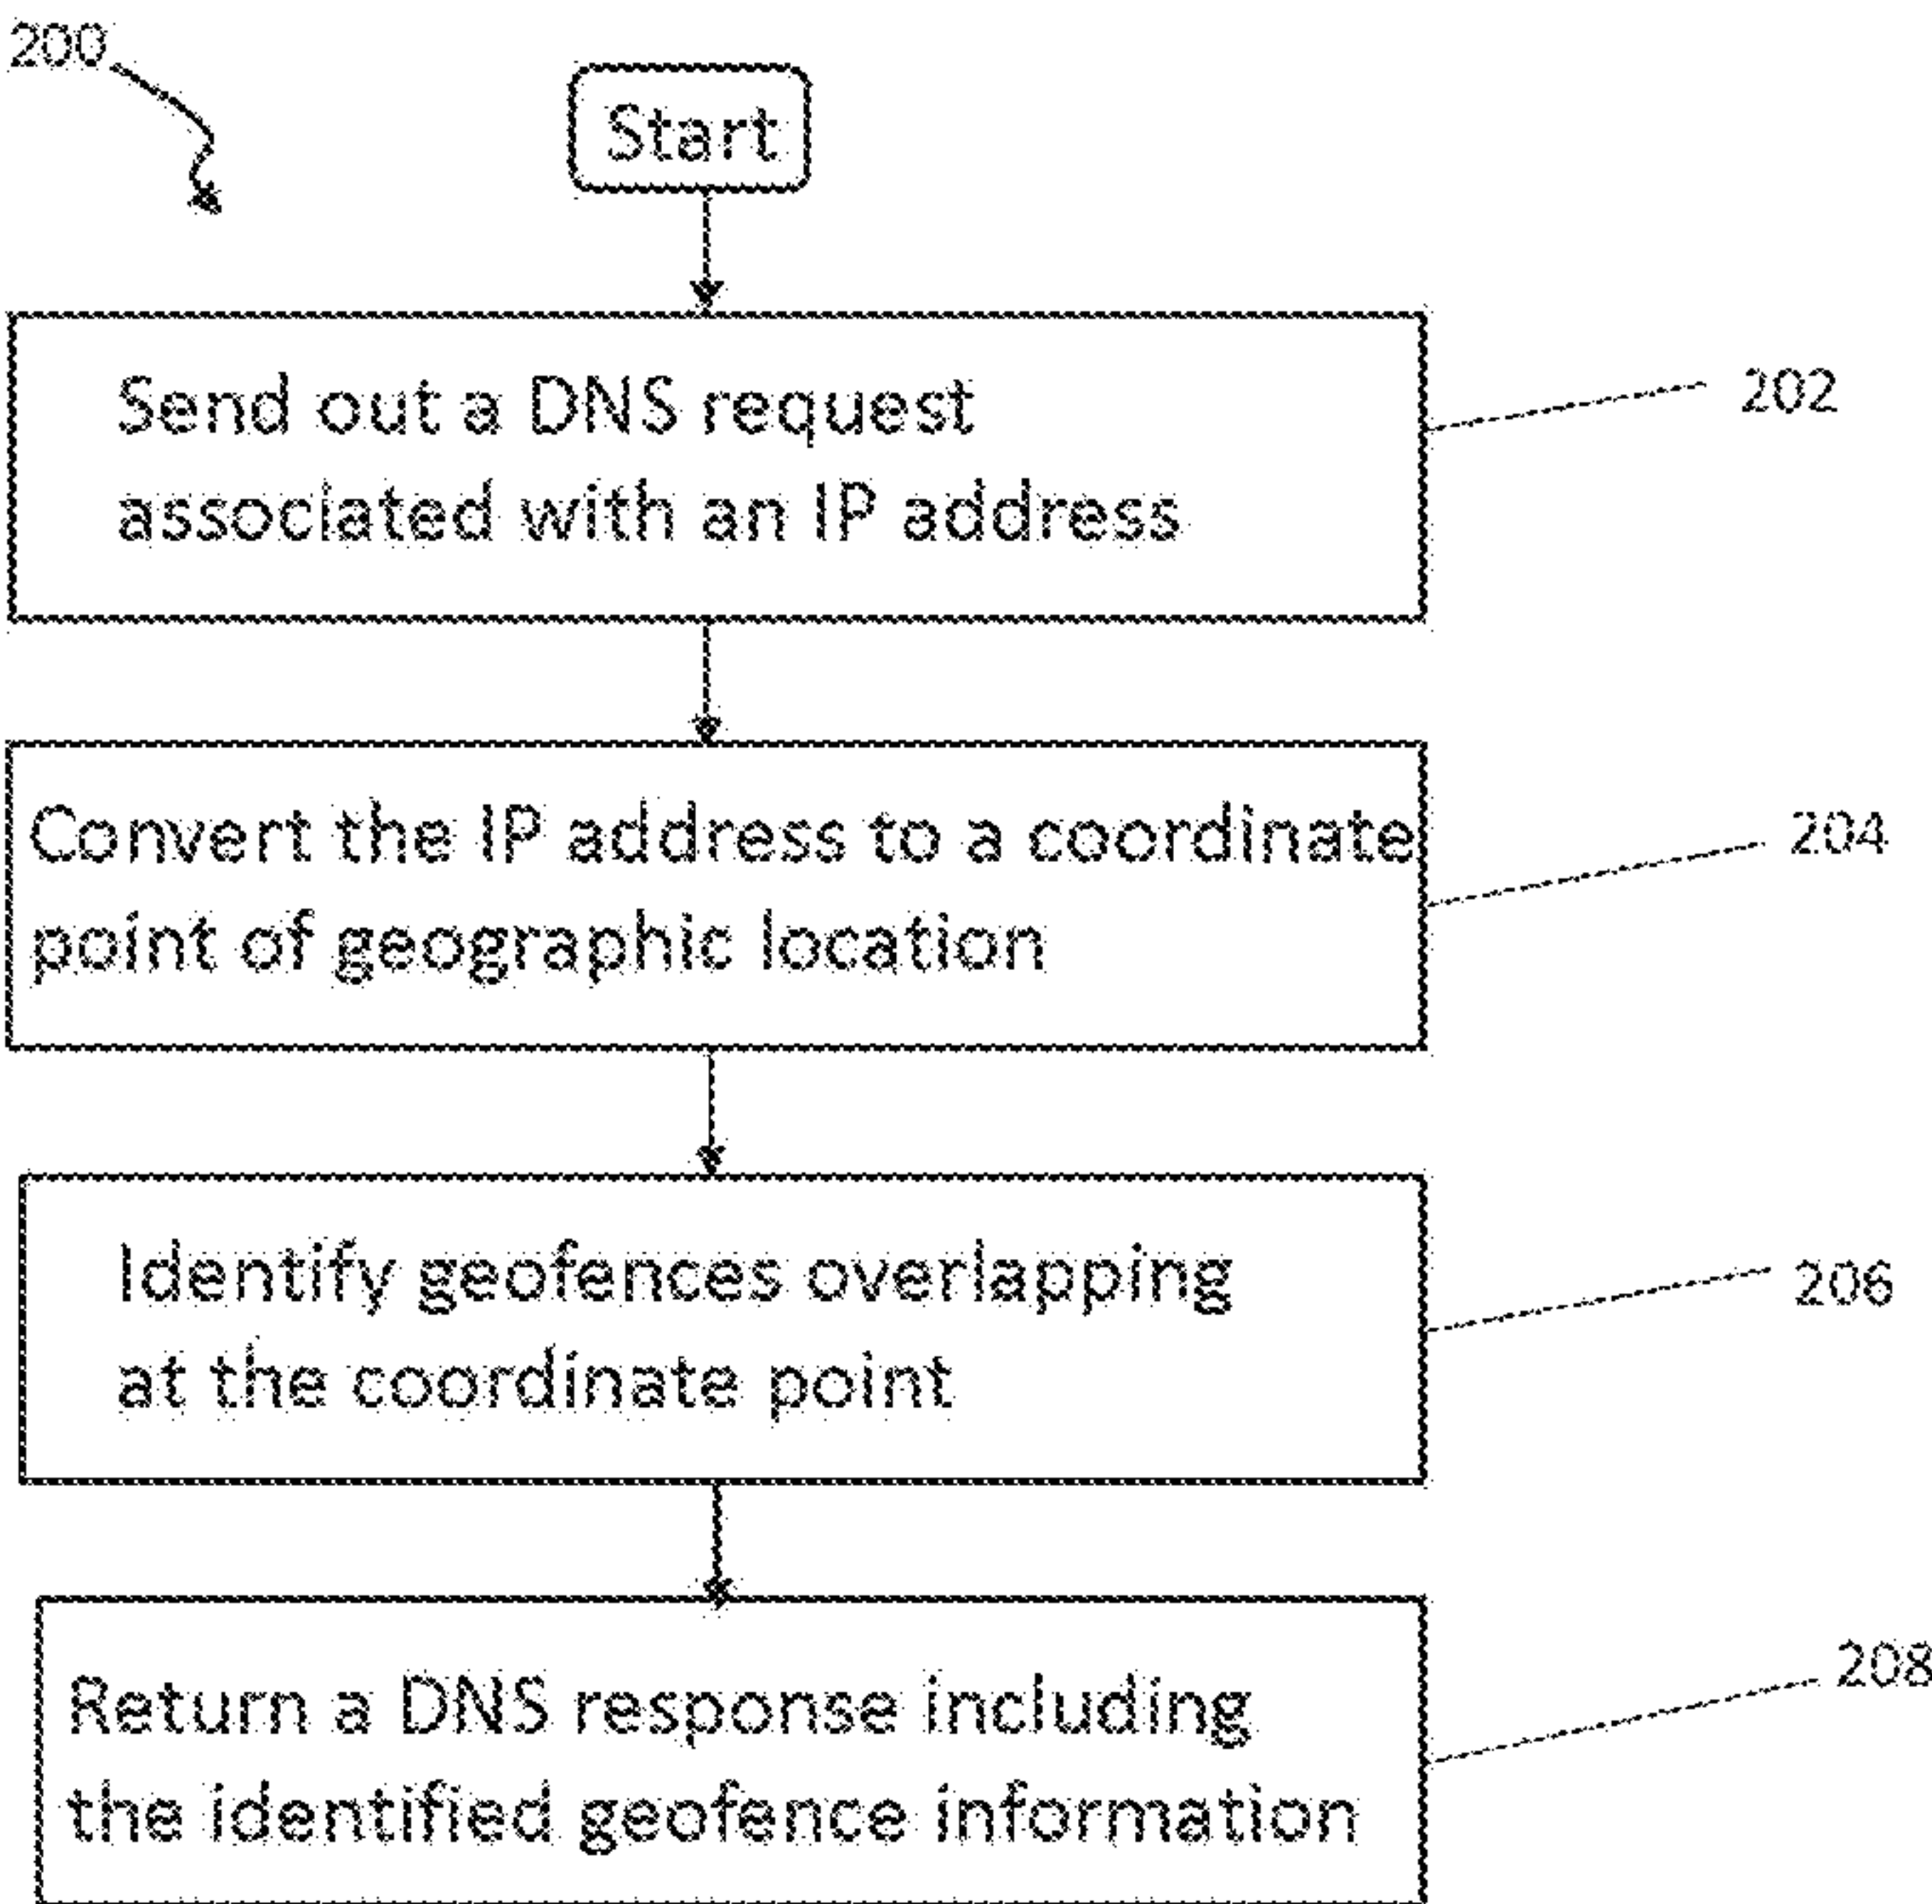 200
Start
Send out a DNS request
associated with an IP address
202
Convert the IP address to a coordinate
point of geographic location
204
Identify geofences overlapping
at the coordinate point
206
Return a DNS response including
the identified geofence information
208